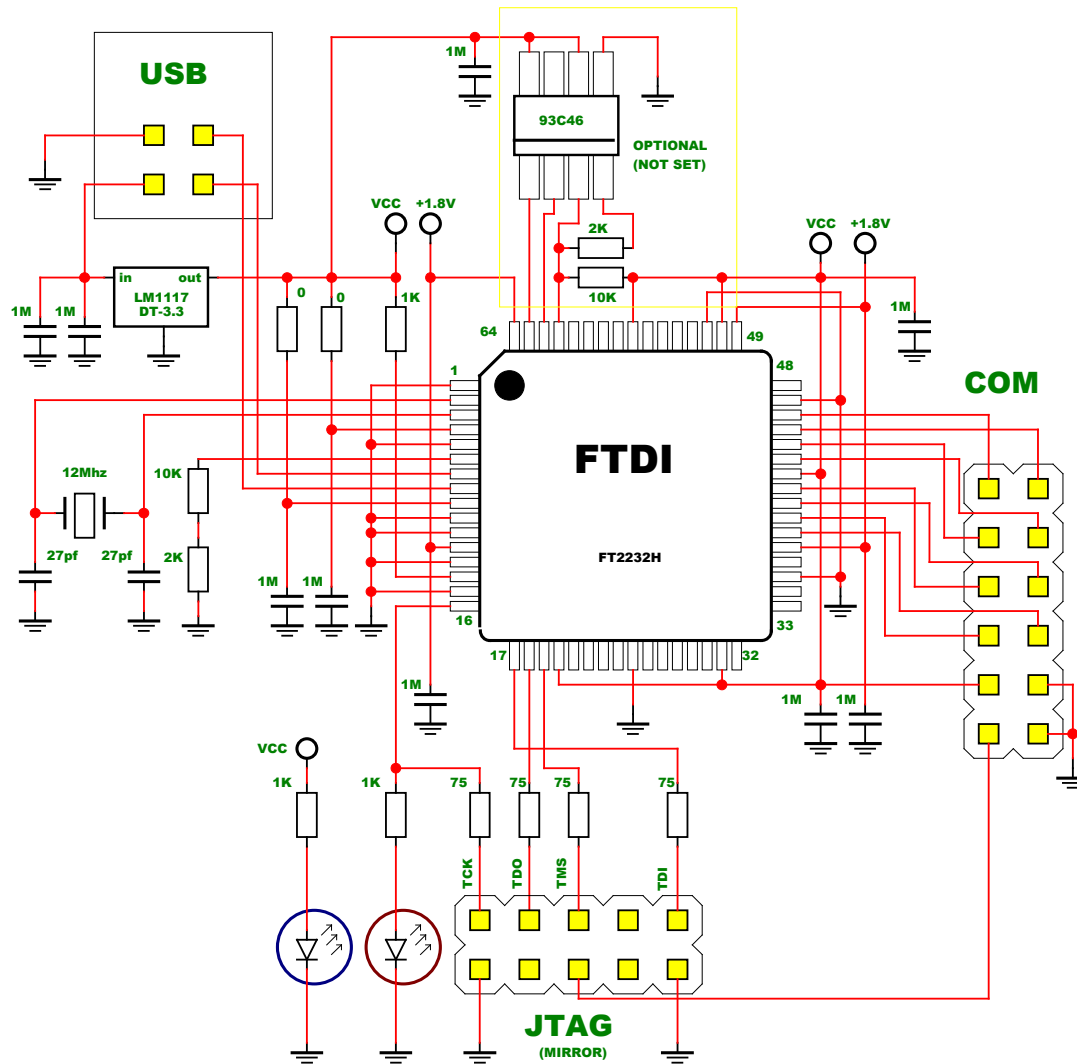 1M
USB
93C46
OPTIONAL
(NOT SET)
VCC
+1.8V
2K
VCC
+1.8V
in
out
LM1117
DT-3.3
1M
1M
0
0
1K
10K
1M
64
49
1
48
COM
FTDI
12Mhz
10K
27pf
27pf
2K
FT2232H
1M
1M
16
33
17
32
1M
1M
1M
VCC
1K
1K
75
75
75
75
TCK
TDO
TMS
TDI
JTAG
(MIRROR)